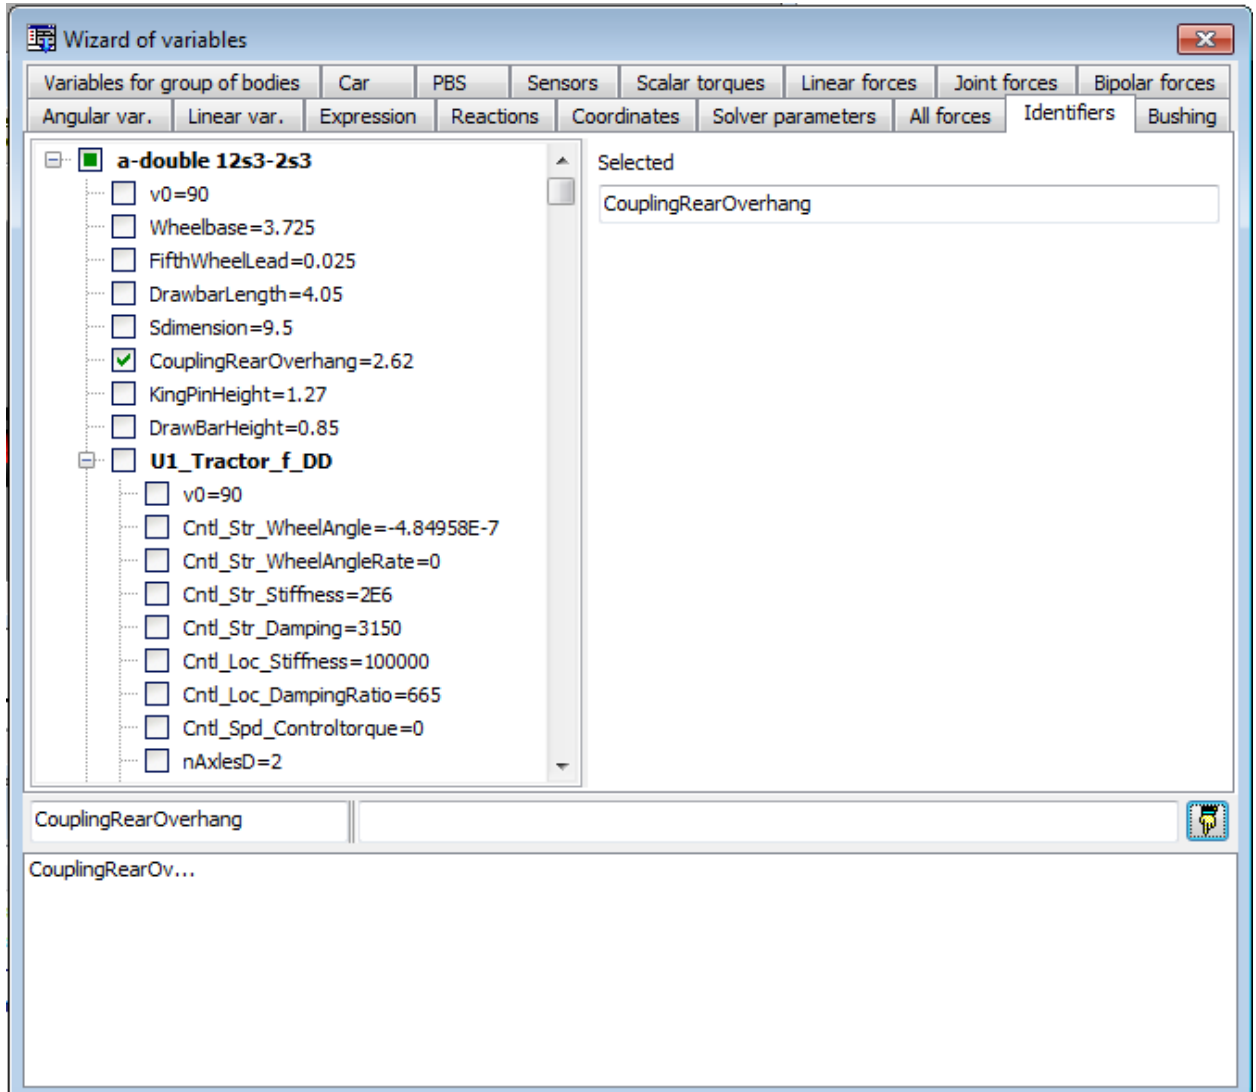 Wizard of variables
Variables for group of bodies Car PBS Sensors Scalar torques Linear forces Joint forces Bipolar forces
Angular var. Linear var. Expression Reactions Coordinates Solver parameters All forces Identifiers Bushing
a-double 12s3-2s3
v0=90
Wheelbase=3.725
FifthWheelLead=0.025
DrawbarLength=4.05
Sdimension=9.5
CouplingRearOverhang=2.62
KingPinHeight=1.27
DrawBarHeight=0.85
U1_Tractor_f_DD
v0=90
Cntl_Str_WheelAngle=-4.84958E-7
Cntl_Str_WheelAngleRate=0
Cntl_Str_Stiffness=2E6
Cntl_Str_Damping=3150
Cntl_Loc_Stiffness=100000
Cntl_Loc_DampingRatio=665
Cntl_Spd_Controltorque=0
nAxlesD=2
Selected
CouplingRearOverhang
CouplingRearOverhang
CouplingRearOv...